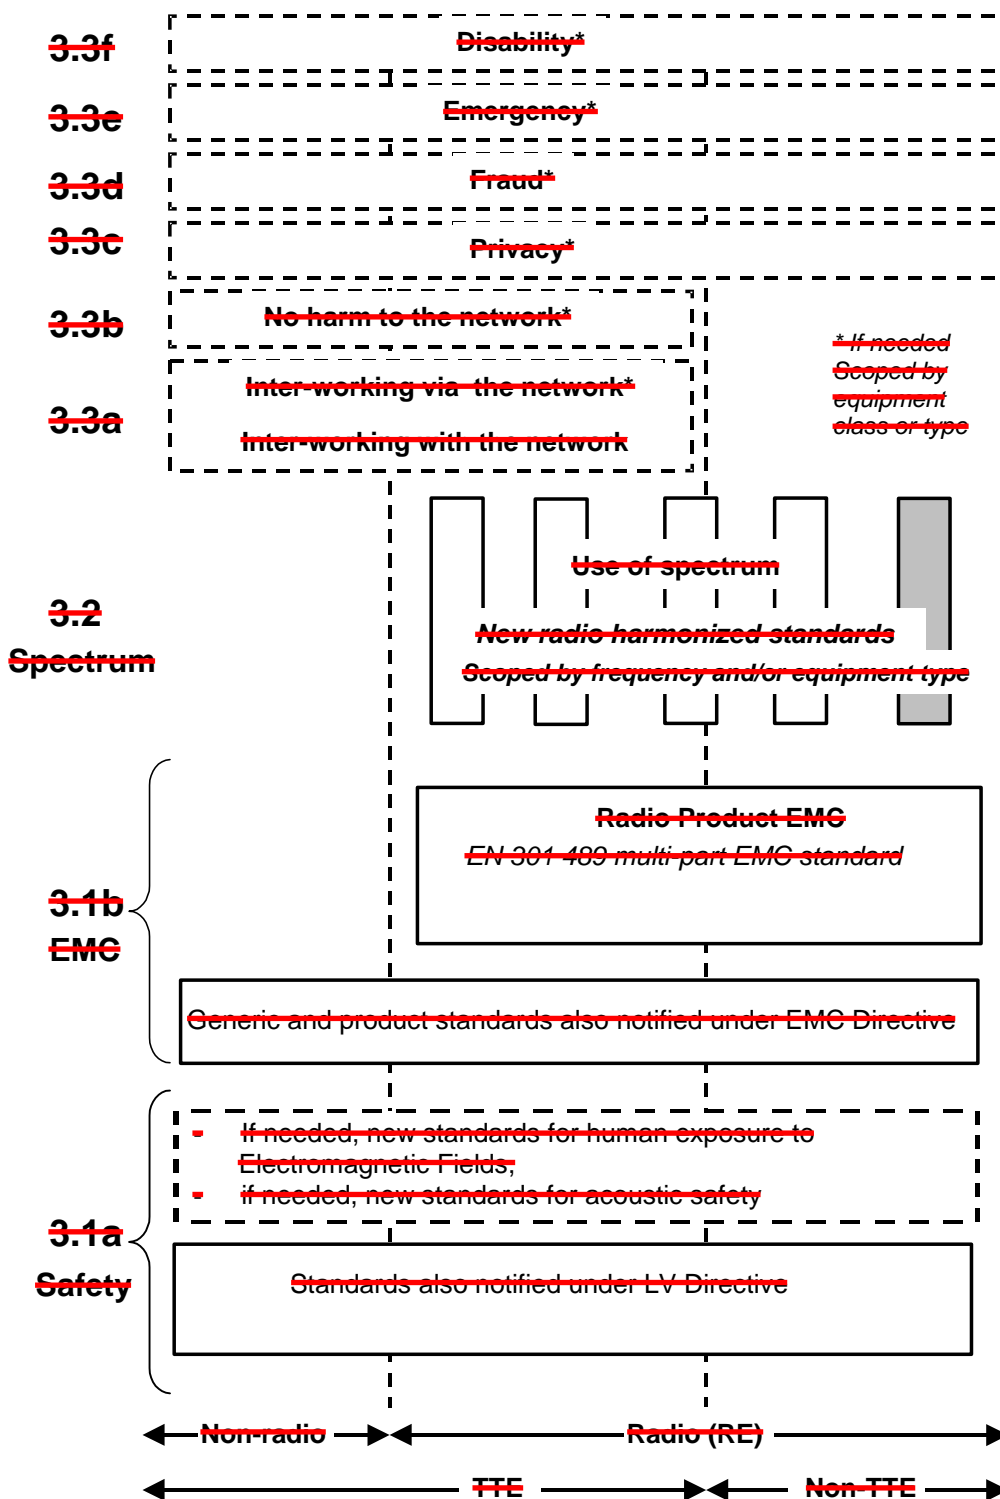 3.3f
Disability*
3.3e
Emergency*
3.3d
Fraud*
3.3c
Privacy*
3.3b
No harm to the network*
3.3a
Inter-working via the network*
Inter-working with the network
* If needed
Scoped by
equipment
class or type
3.2
Spectrum
Use of spectrum
New radio harmonized standards
Scoped by frequency and/or equipment type
3.1b
EMC
Radio Product EMC
EN 301 489 multi-part EMC standard
Generic and product standards also notified under EMC Directive
3.1a
Safety
- If needed, new standards for human exposure to
Electromagnetic Fields;
- if needed, new standards for acoustic safety
Standards also notified under LV Directive
Non-radio
Radio (RE)
TTE
Non-TTE